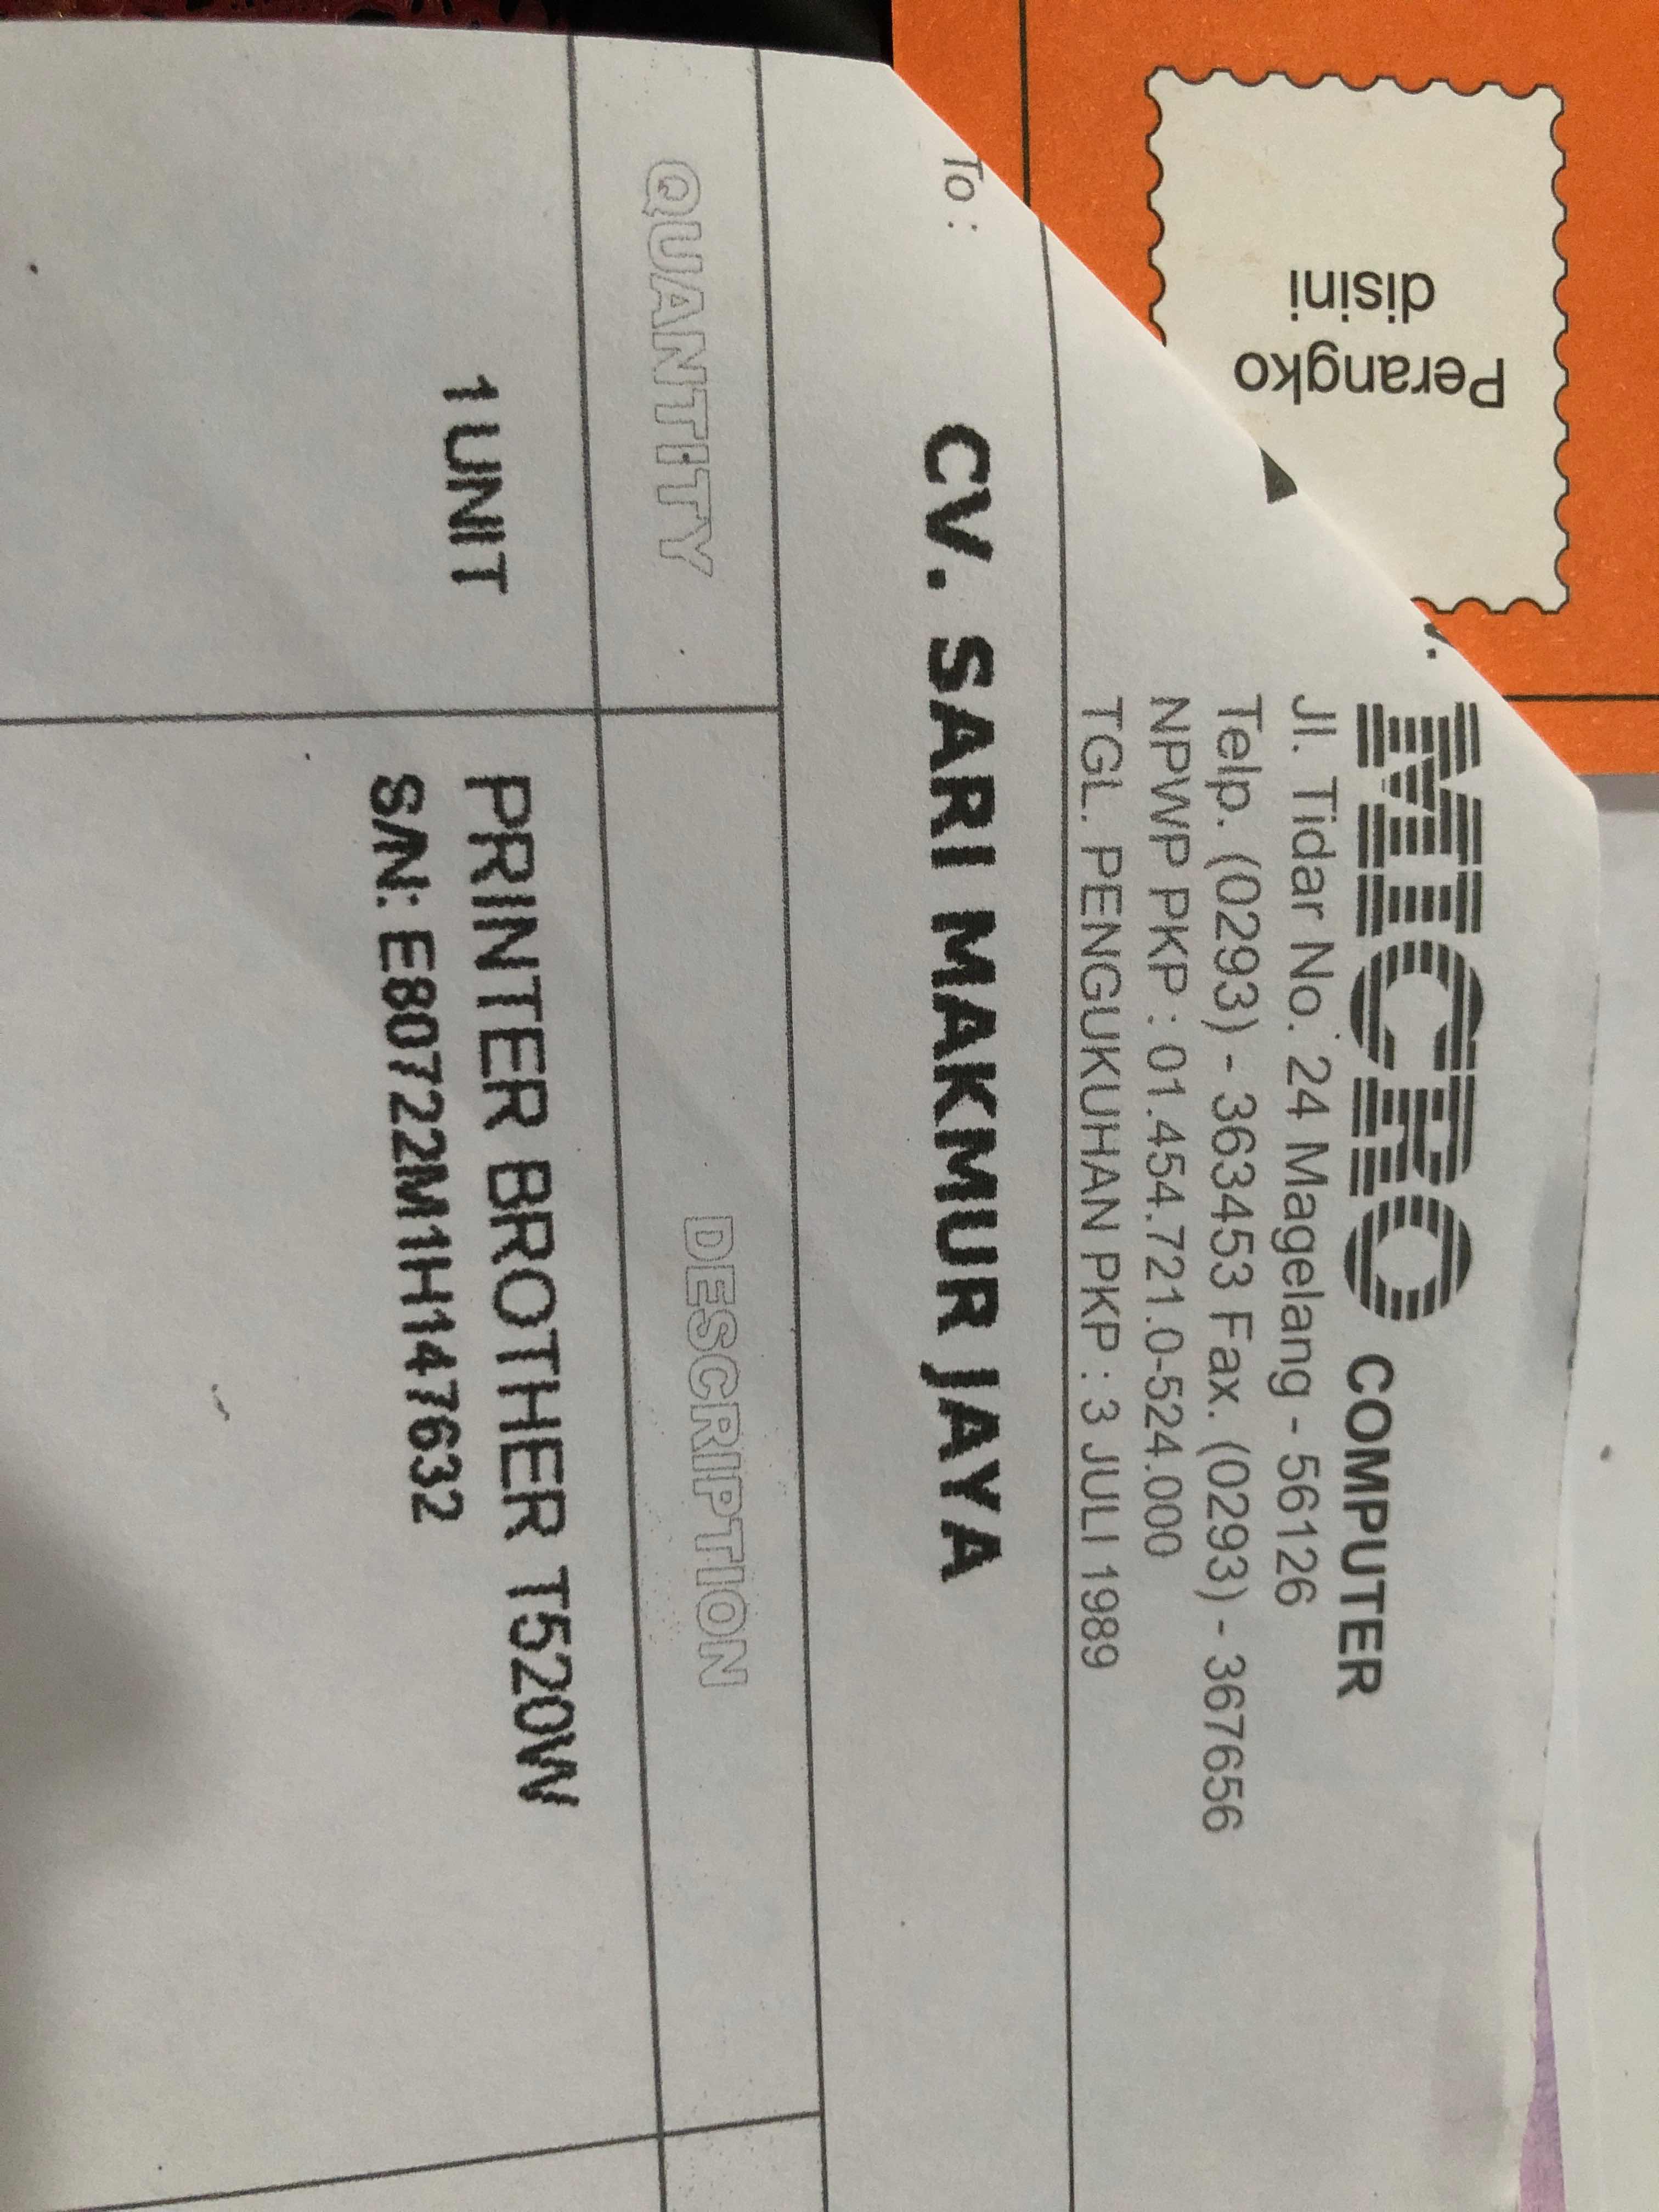 MICRO COMPUTER
Jl. Tidar No. 24 Magelang - 56126
Telp. (0293) - 363453 Fax. (0293) - 367656
NPWP PKP : 01.454.721.0-524.000
TGL. PENGUKUHAN PKP : 3 JULI 1989
To :
CV. SARI MAKMUR JAYA
QUANTITY DESCRIPTION
1 UNIT PRINTER BROTHER T520W
S/N: E80722M1H147632
Perangko
disini